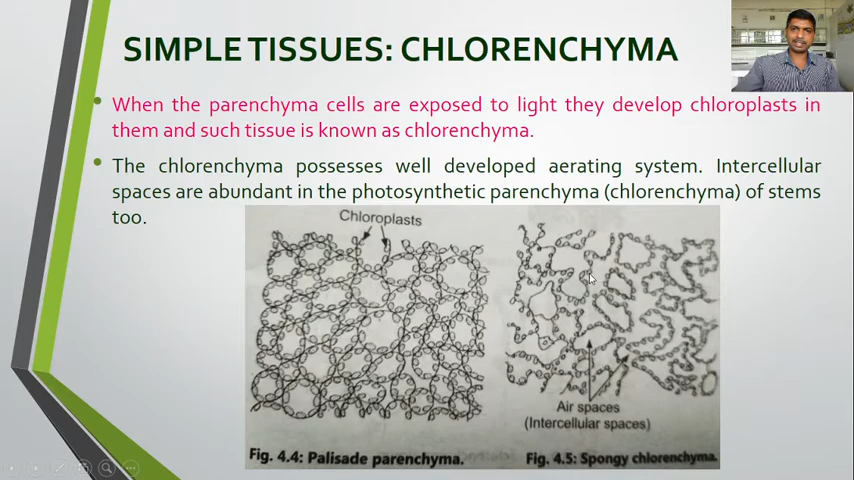 SIMPLE TISSUES: CHLORENCHYMA
When the parenchyma cells are exposed to light they develop chloroplasts in
them and such tissue is known as chlorenchyma.
The chlorenchyma possesses well developed aerating system. Intercellular
spaces are abundant in the photosynthetic parenchyma (chlorenchyma) of stems
too.
Chloroplasts
Air spaces
(Intercellular spaces)
Fig. 4.4: Palisade parenchyma.
Fig. 4.5: Spongy chlorenchyma.